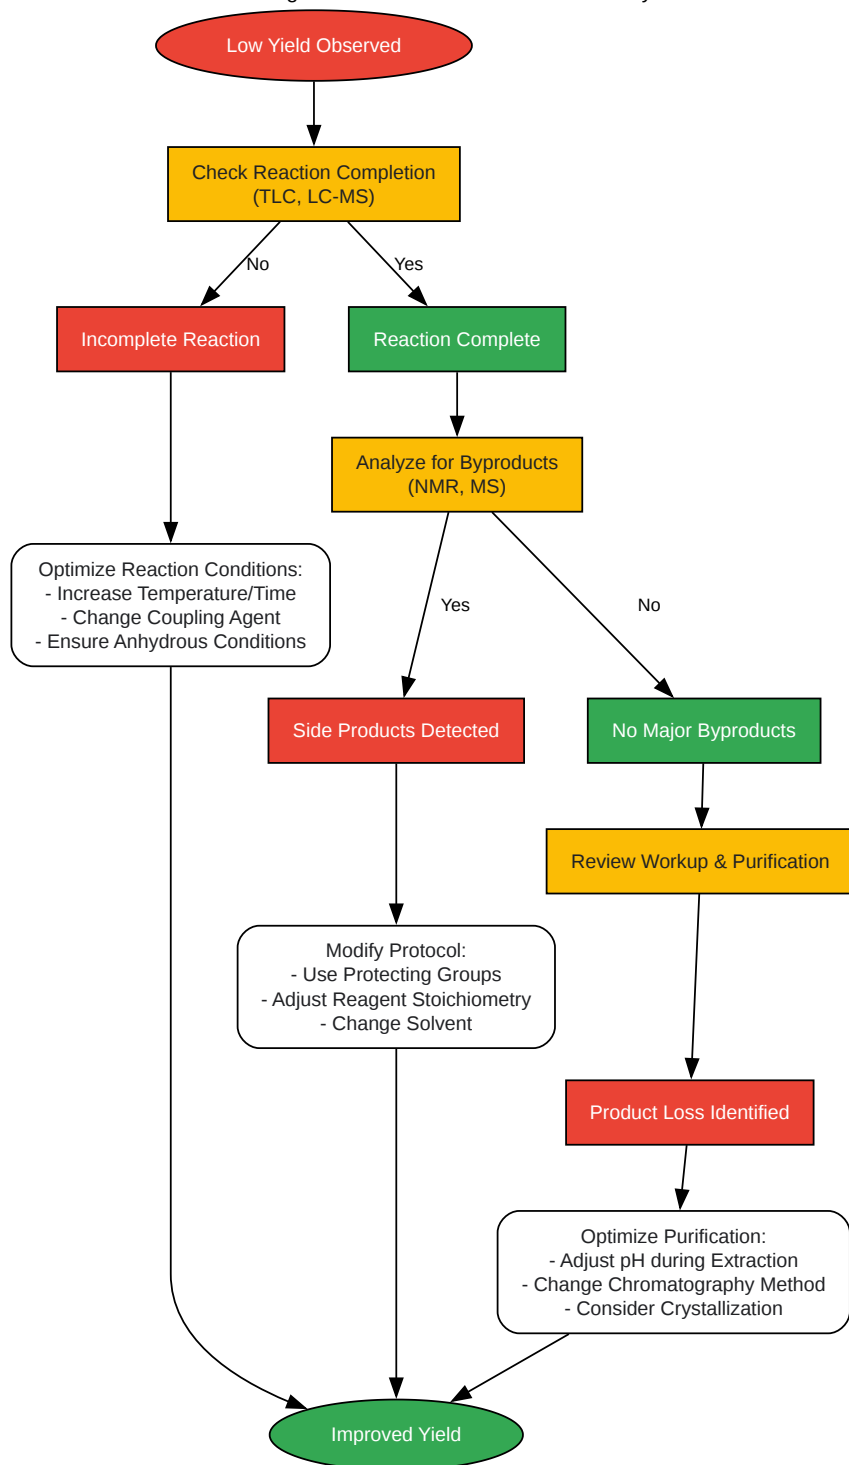 Low Yield Observed
Check Reaction Completion
(TLC, LC-MS)
No
Yes
Incomplete Reaction
Reaction Complete
Analyze for Byproducts
(NMR, MS)
Optimize Reaction Conditions:
- Increase Temperature/Time
- Change Coupling Agent
- Ensure Anhydrous Conditions
Yes
No
Side Products Detected
No Major Byproducts
Review Workup & Purification
Modify Protocol:
- Use Protecting Groups
- Adjust Reagent Stoichiometry
- Change Solvent
Product Loss Identified
Optimize Purification:
- Adjust pH during Extraction
- Change Chromatography Method
- Consider Crystallization
Improved Yield